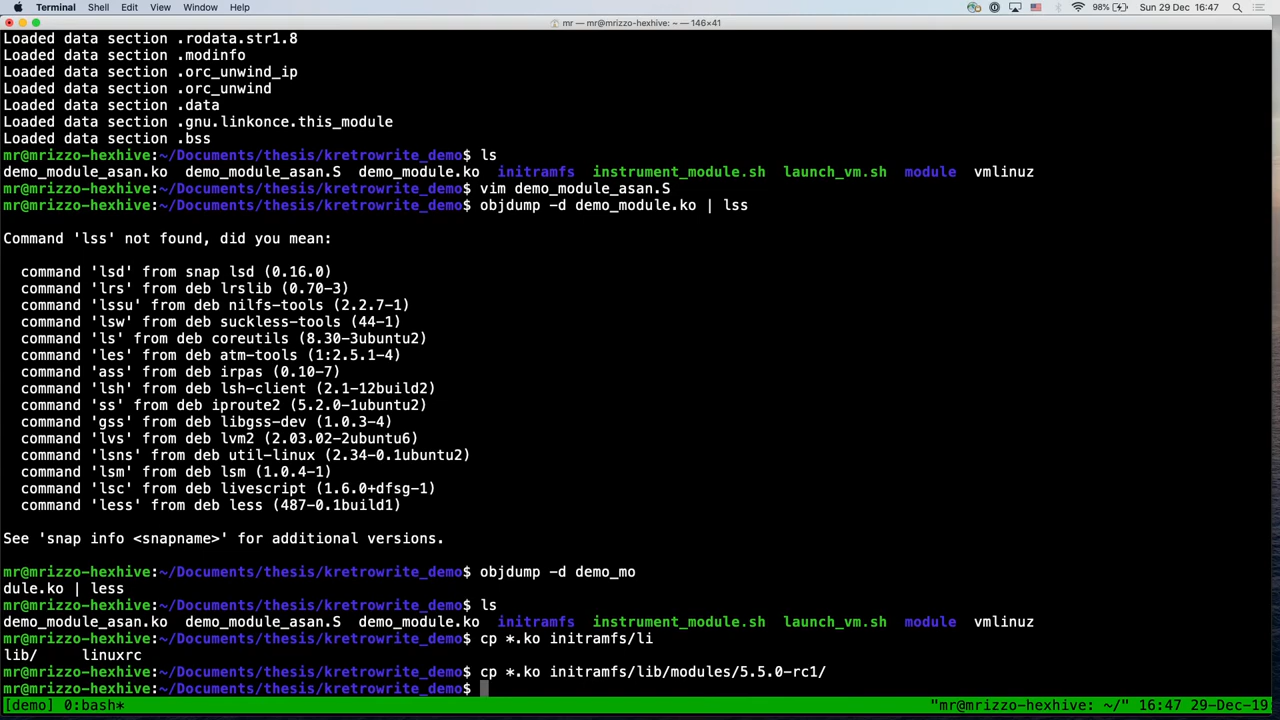 Terminal Shell Edit View Window Help 98% Sun 29 Dec 16:47
mr — mr@mrizzo-hexhive: ~ — 146×41
Loaded data section .rodata.str1.8
Loaded data section .modinfo
Loaded data section .orc_unwind_ip
Loaded data section .orc_unwind
Loaded data section .data
Loaded data section .gnu.linkonce.this_module
Loaded data section .bss
mr@mrizzo-hexhive:~/Documents/thesis/kretrowrite_demo$ ls
demo_module_asan.ko demo_module_asan.S demo_module.ko initramfs instrument_module.sh launch_vm.sh module vmlinuz
mr@mrizzo-hexhive:~/Documents/thesis/kretrowrite_demo$ vim demo_module_asan.S
mr@mrizzo-hexhive:~/Documents/thesis/kretrowrite_demo$ objdump -d demo_module.ko | lss
Command 'lss' not found, did you mean:
command 'lsd' from snap lsd (0.16.0)
command 'lrs' from deb lrslib (0.70-3)
command 'lssu' from deb nilfs-tools (2.2.7-1)
command 'lsw' from deb suckless-tools (44-1)
command 'ls' from deb coreutils (8.30-3ubuntu2)
command 'les' from deb atm-tools (1:2.5.1-4)
command 'ass' from deb irpas (0.10-7)
command 'lsh' from deb lsh-client (2.1-12build2)
command 'ss' from deb iproute2 (5.2.0-1ubuntu2)
command 'gss' from deb libgss-dev (1.0.3-4)
command 'lvs' from deb lvm2 (2.03.02-2ubuntu6)
command 'lsns' from deb util-linux (2.34-0.1ubuntu2)
command 'lsm' from deb lsm (1.0.4-1)
command 'lsc' from deb livescript (1.6.0+dfsg-1)
command 'less' from deb less (487-0.1build1)
See 'snap info <snapname>' for additional versions.
mr@mrizzo-hexhive:~/Documents/thesis/kretrowrite_demo$ objdump -d demo_mo
dule.ko | less
mr@mrizzo-hexhive:~/Documents/thesis/kretrowrite_demo$ ls
demo_module_asan.ko demo_module_asan.S demo_module.ko initramfs instrument_module.sh launch_vm.sh module vmlinuz
mr@mrizzo-hexhive:~/Documents/thesis/kretrowrite_demo$ cp *.ko initramfs/li
lib/ linuxrc
mr@mrizzo-hexhive:~/Documents/thesis/kretrowrite_demo$ cp *.ko initramfs/lib/modules/5.5.0-rc1/
mr@mrizzo-hexhive:~/Documents/thesis/kretrowrite_demo$
[demo] 0:bash* "mr@mrizzo-hexhive: ~/" 16:47 29-Dec-19